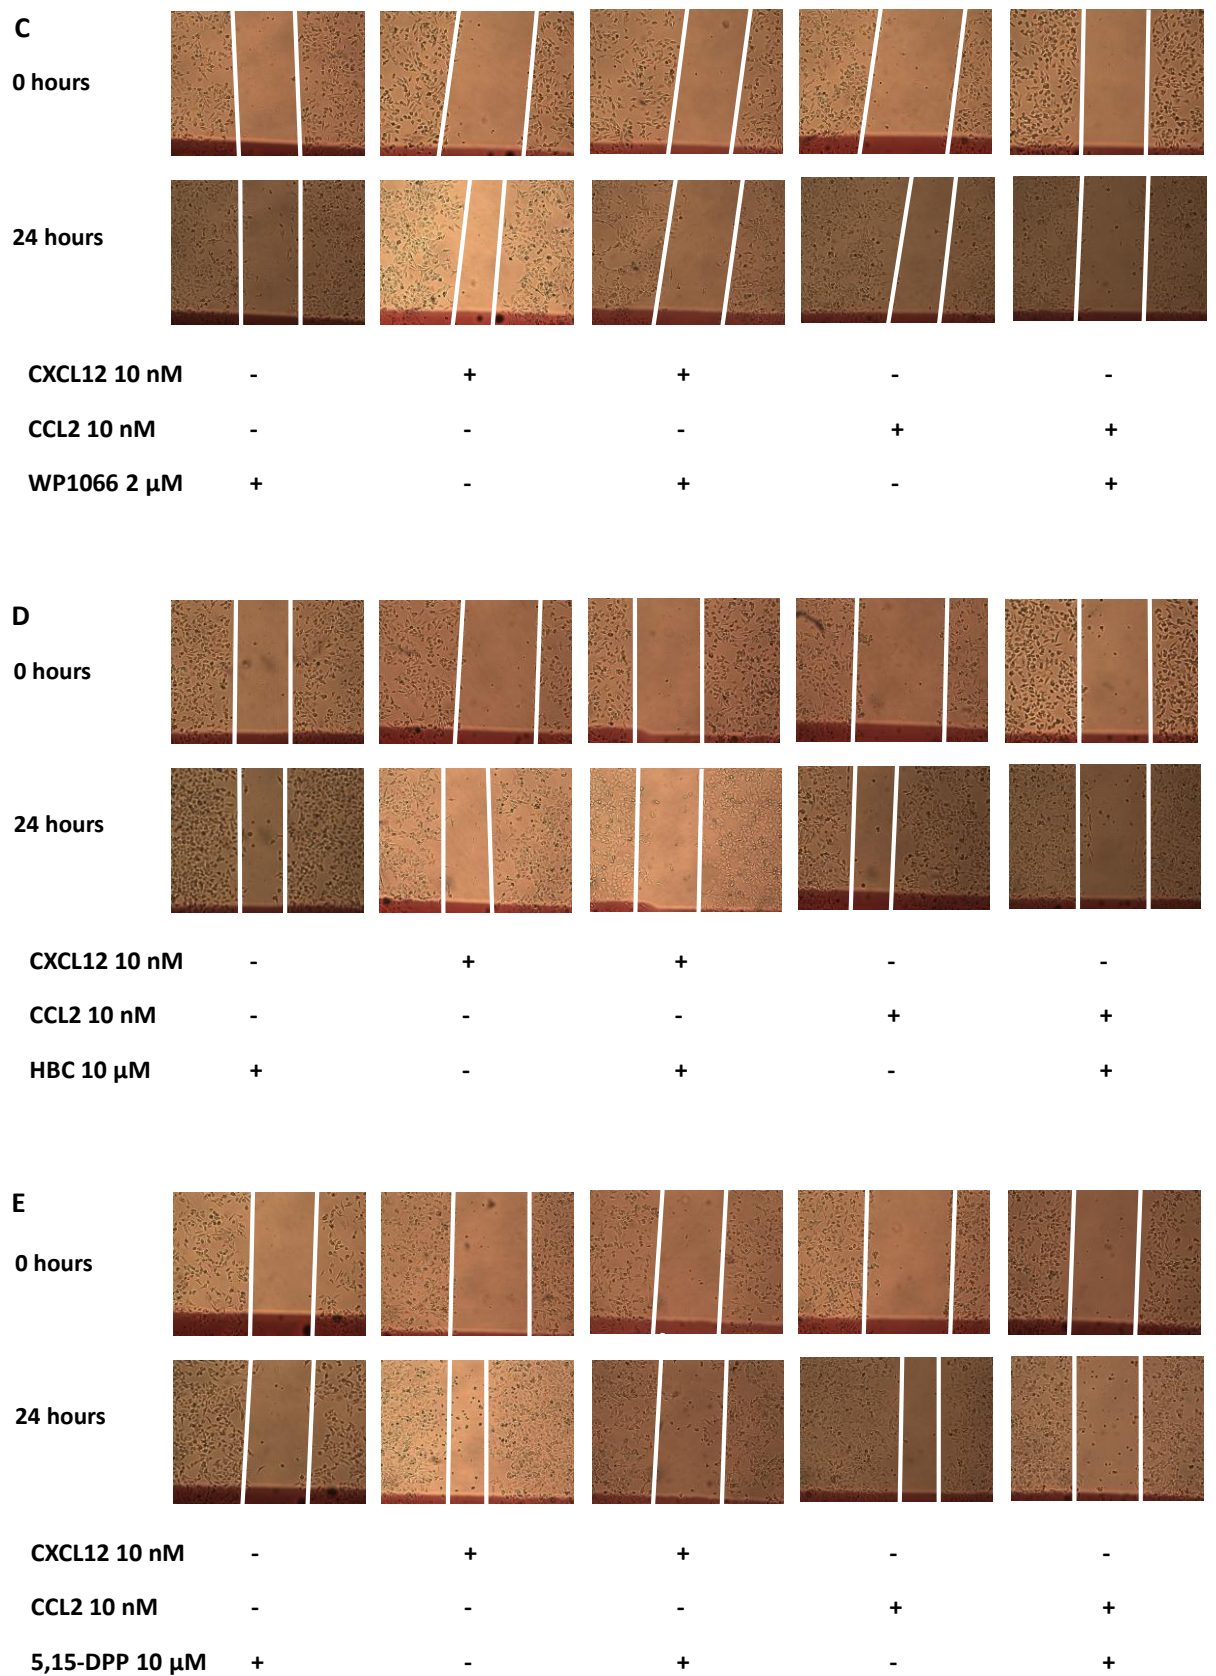 C
0 hours
24 hours
CXCL12 10 nM - + + - -
CCL2 10 nM - - - + +
WP1066 2 µM + - + - +
D
0 hours
24 hours
CXCL12 10 nM - + + - -
CCL2 10 nM - - - + +
HBC 10 µM + - + - +
E
0 hours
24 hours
CXCL12 10 nM - + + - -
CCL2 10 nM - - - + +
5,15-DPP 10 µM + - + - +